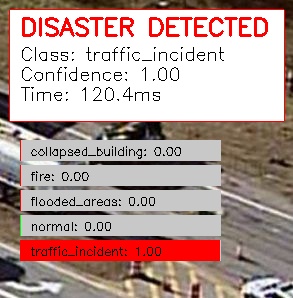 DISASTER DETECTED
Class: traffic_incident
Confidence: 1.00
Time: 120.4ms
collapsed_building: 0.00
fire: 0.00
flooded_areas: 0.00
normal: 0.00
traffic_incident: 1.00